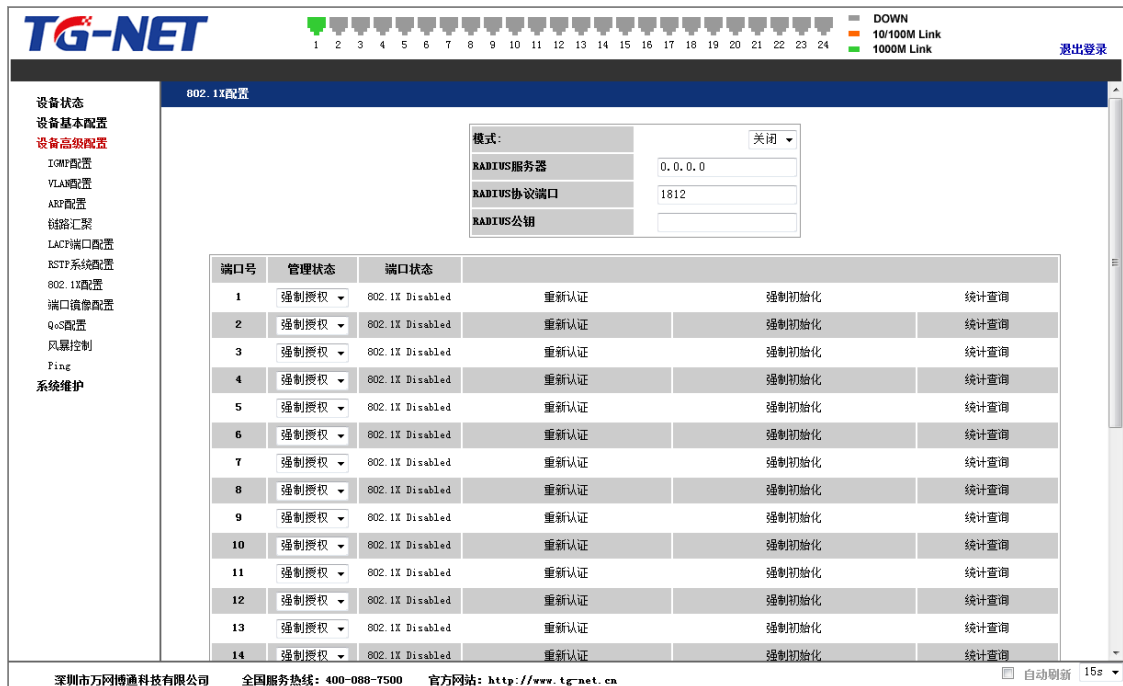 TG-NET
1 2 3 4 5 6 7 8 9 10 11 12 13 14 15 16 17 18 19 20 21 22 23 24
DOWN
10/100M Link
1000M Link
退出登录
设备状态
设备基本配置
设备高级配置
IGMP配置
VLAN配置
ARP配置
链路汇聚
LACP端口配置
RSTP系统配置
802.1X配置
端口镜像配置
QoS配置
风暴控制
Ping
系统维护
802.1X配置
模式: 关闭
RADIUS服务器 0.0.0.0
RADIUS协议端口 1812
RADIUS公钥
端口号 管理状态 端口状态
1 强制授权 802.1X Disabled 重新认证 强制初始化 统计查询
2 强制授权 802.1X Disabled 重新认证 强制初始化 统计查询
3 强制授权 802.1X Disabled 重新认证 强制初始化 统计查询
4 强制授权 802.1X Disabled 重新认证 强制初始化 统计查询
5 强制授权 802.1X Disabled 重新认证 强制初始化 统计查询
6 强制授权 802.1X Disabled 重新认证 强制初始化 统计查询
7 强制授权 802.1X Disabled 重新认证 强制初始化 统计查询
8 强制授权 802.1X Disabled 重新认证 强制初始化 统计查询
9 强制授权 802.1X Disabled 重新认证 强制初始化 统计查询
10 强制授权 802.1X Disabled 重新认证 强制初始化 统计查询
11 强制授权 802.1X Disabled 重新认证 强制初始化 统计查询
12 强制授权 802.1X Disabled 重新认证 强制初始化 统计查询
13 强制授权 802.1X Disabled 重新认证 强制初始化 统计查询
14 强制授权 802.1X Disabled 重新认证 强制初始化 统计查询
深圳市万网博通科技有限公司 全国服务热线: 400-088-7500 官方网站: http://www.tg-net.cn
自动刷新 15s